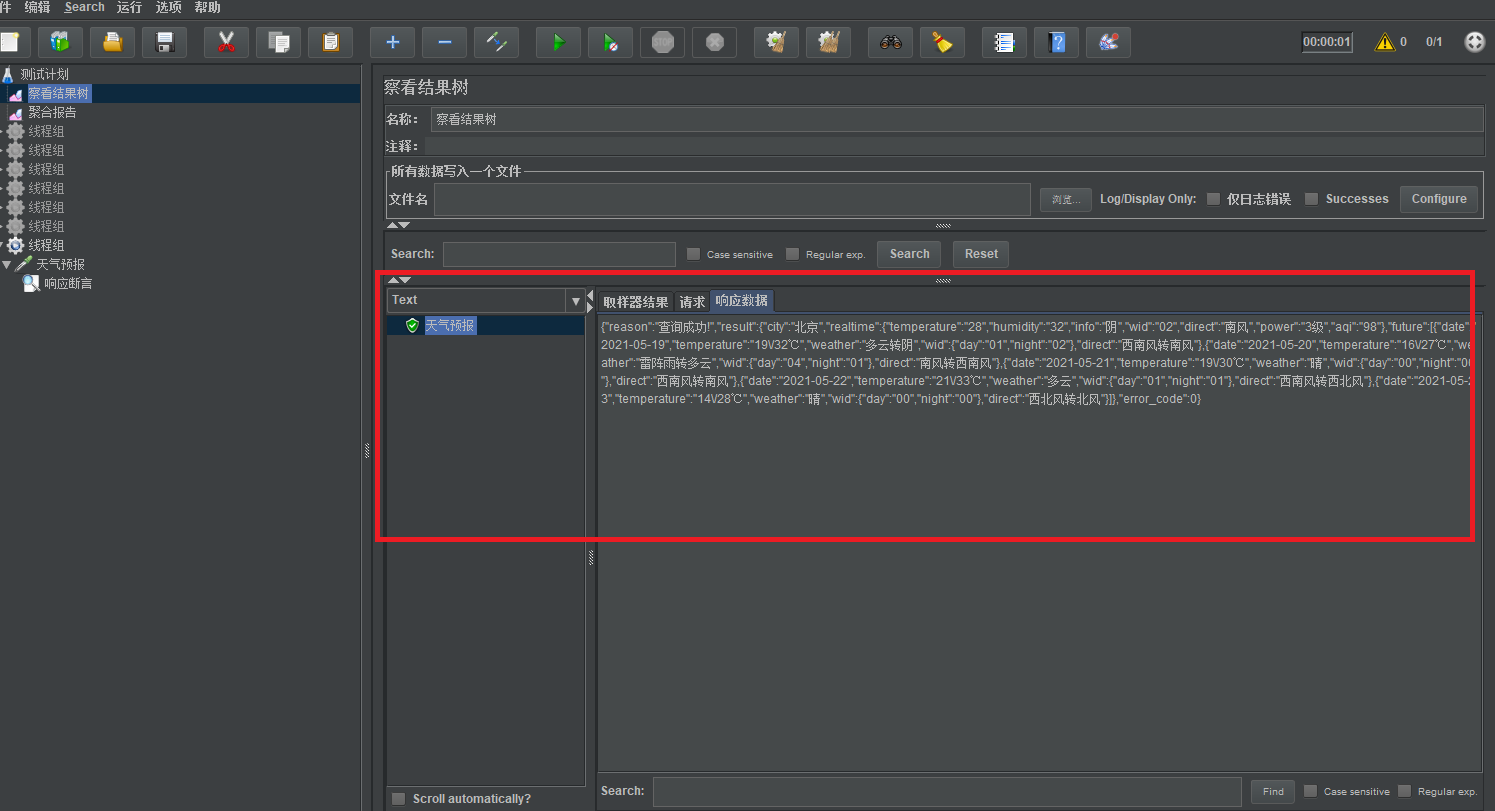 件 编辑 Search 运行 选项 帮助
STOP
00:00:01 0 0/1
测试计划
察看结果树
聚合报告
线程组
线程组
线程组
线程组
线程组
线程组
线程组
天气预报
响应断言
察看结果树
名称： 察看结果树
注释：
所有数据写入一个文件
文件名 浏览... Log/Display Only: 仅日志错误 Successes Configure
Search: Case sensitive Regular exp. Search Reset
Text
取样器结果 请求 响应数据
天气预报
{"reason":"查询成功!","result":{"city":"北京","realtime":{"temperature":"28","humidity":"32","info":"阴","wid":"02","direct":"南风","power":"3级","aqi":"98"},"future":[{"date":"
2021-05-19","temperature":"19\/32℃","weather":"多云转阴","wid":{"day":"01","night":"02"},"direct":"西南风转南风"},{"date":"2021-05-20","temperature":"16\/27℃","we
ather":"雷阵雨转多云","wid":{"day":"04","night":"01"},"direct":"南风转西南风"},{"date":"2021-05-21","temperature":"19\/30℃","weather":"晴","wid":{"day":"00","night":"00
"},"direct":"西南风转南风"},{"date":"2021-05-22","temperature":"21\/33℃","weather":"多云","wid":{"day":"01","night":"01"},"direct":"西南风转西北风"},{"date":"2021-05-2
3","temperature":"14\/28℃","weather":"晴","wid":{"day":"00","night":"00"},"direct":"西北风转北风"}]},"error_code":0}
Scroll automatically?
Search: Find Case sensitive Regular exp.